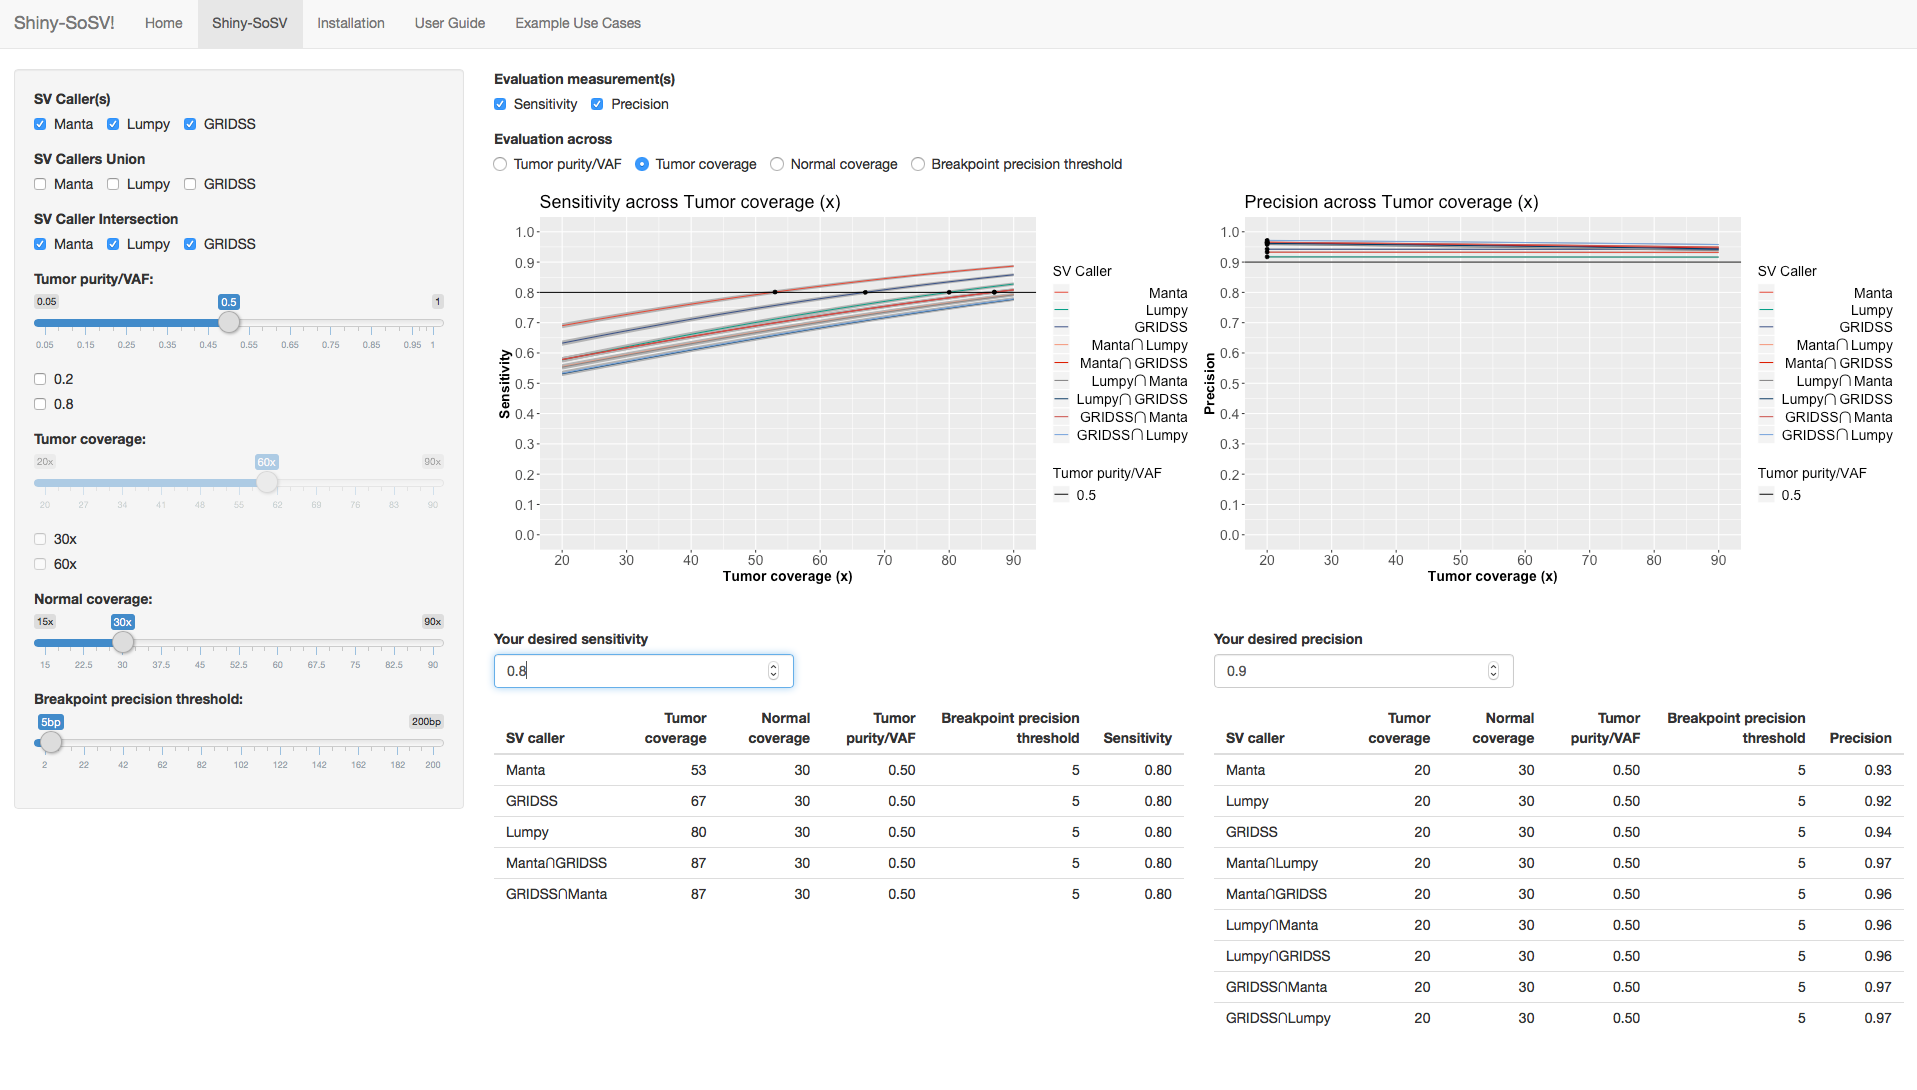 Shiny-SoSV! Home Shiny-SoSV Installation User Guide Example Use Cases
SV Caller(s)
Manta Lumpy GRIDSS
SV Callers Union
Manta Lumpy GRIDSS
SV Caller Intersection
Manta Lumpy GRIDSS
Tumor purity/VAF:
0.05 0.5 1
0.05 0.15 0.25 0.35 0.45 0.55 0.65 0.75 0.85 0.95 1
0.2
0.8
Tumor coverage:
20x 60x 90x
20 27 34 41 48 55 62 69 76 83 90
30x
60x
Normal coverage:
15x 30x 90x
15 22.5 30 37.5 45 52.5 60 67.5 75 82.5 90
Breakpoint precision threshold:
5bp 200bp
2 22 42 62 82 102 122 142 162 182 200
Evaluation measurement(s)
Sensitivity Precision
Evaluation across
Tumor purity/VAF Tumor coverage Normal coverage Breakpoint precision threshold
Sensitivity across Tumor coverage (x)
1.0
0.9
0.8
0.7
0.6
0.5
0.4
0.3
0.2
0.1
0.0
Sensitivity
20 30 40 50 60 70 80 90
Tumor coverage (x)
SV Caller
Manta
Lumpy
GRIDSS
Manta⋂Lumpy
Manta⋂GRIDSS
Lumpy⋂Manta
Lumpy⋂GRIDSS
GRIDSS⋂Manta
GRIDSS⋂Lumpy
Tumor purity/VAF
0.5
Precision across Tumor coverage (x)
1.0
0.9
0.8
0.7
0.6
0.5
0.4
0.3
0.2
0.1
0.0
Precision
20 30 40 50 60 70 80 90
Tumor coverage (x)
SV Caller
Manta
Lumpy
GRIDSS
Manta⋂Lumpy
Manta⋂GRIDSS
Lumpy⋂Manta
Lumpy⋂GRIDSS
GRIDSS⋂Manta
GRIDSS⋂Lumpy
Tumor purity/VAF
0.5
Your desired sensitivity
0.8
Tumor Normal Tumor Breakpoint precision
SV caller coverage coverage purity/VAF threshold Sensitivity
Manta 53 30 0.50 5 0.80
GRIDSS 67 30 0.50 5 0.80
Lumpy 80 30 0.50 5 0.80
Manta⋂GRIDSS 87 30 0.50 5 0.80
GRIDSS⋂Manta 87 30 0.50 5 0.80
Your desired precision
0.9
Tumor Normal Tumor Breakpoint precision
SV caller coverage coverage purity/VAF threshold Precision
Manta 20 30 0.50 5 0.93
Lumpy 20 30 0.50 5 0.92
GRIDSS 20 30 0.50 5 0.94
Manta⋂Lumpy 20 30 0.50 5 0.97
Manta⋂GRIDSS 20 30 0.50 5 0.96
Lumpy⋂Manta 20 30 0.50 5 0.96
Lumpy⋂GRIDSS 20 30 0.50 5 0.96
GRIDSS⋂Manta 20 30 0.50 5 0.97
GRIDSS⋂Lumpy 20 30 0.50 5 0.97